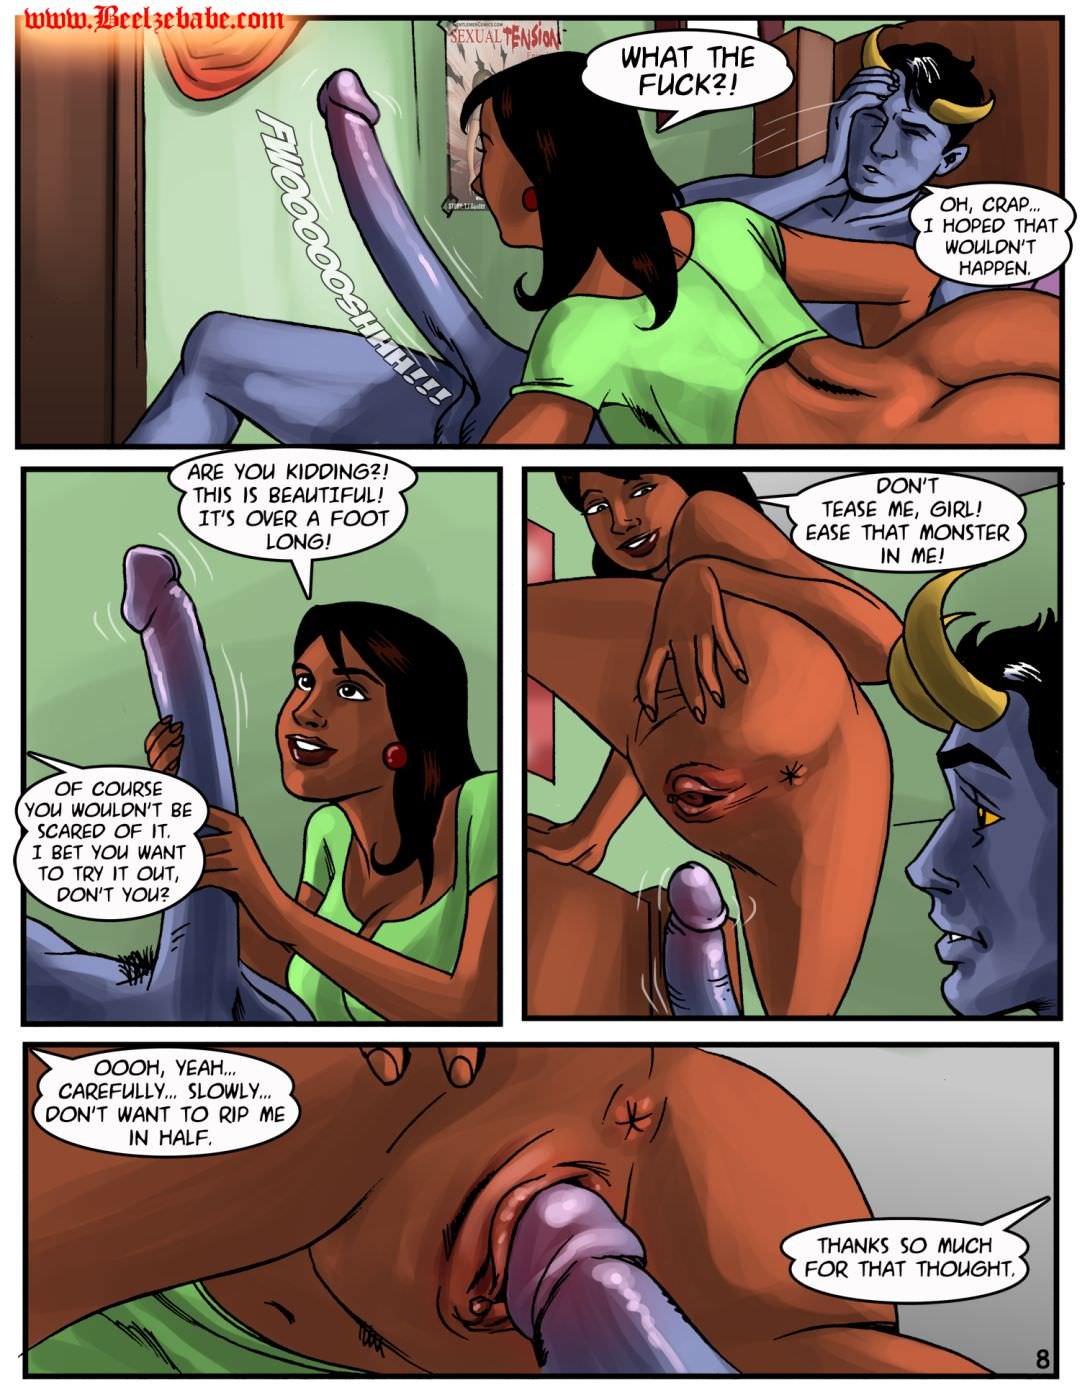 www.Beelzebabe.com
SEXUAL TENSION
WHAT THE
FUCK?!
OH, CRAP...
I HOPED THAT
WOULDN'T
HAPPEN.
FWOOOOOOSHHH!!!
ARE YOU KIDDING?!
THIS IS BEAUTIFUL!
IT'S OVER A FOOT
LONG!
OF COURSE
YOU WOULDN'T BE
SCARED OF IT.
I BET YOU WANT
TO TRY IT OUT,
DON'T YOU?
DON'T
TEASE ME, GIRL!
EASE THAT MONSTER
IN ME!
OOOH, YEAH...
CAREFULLY... SLOWLY...
DON'T WANT TO RIP ME
IN HALF.
THANKS SO MUCH
FOR THAT THOUGHT.
8